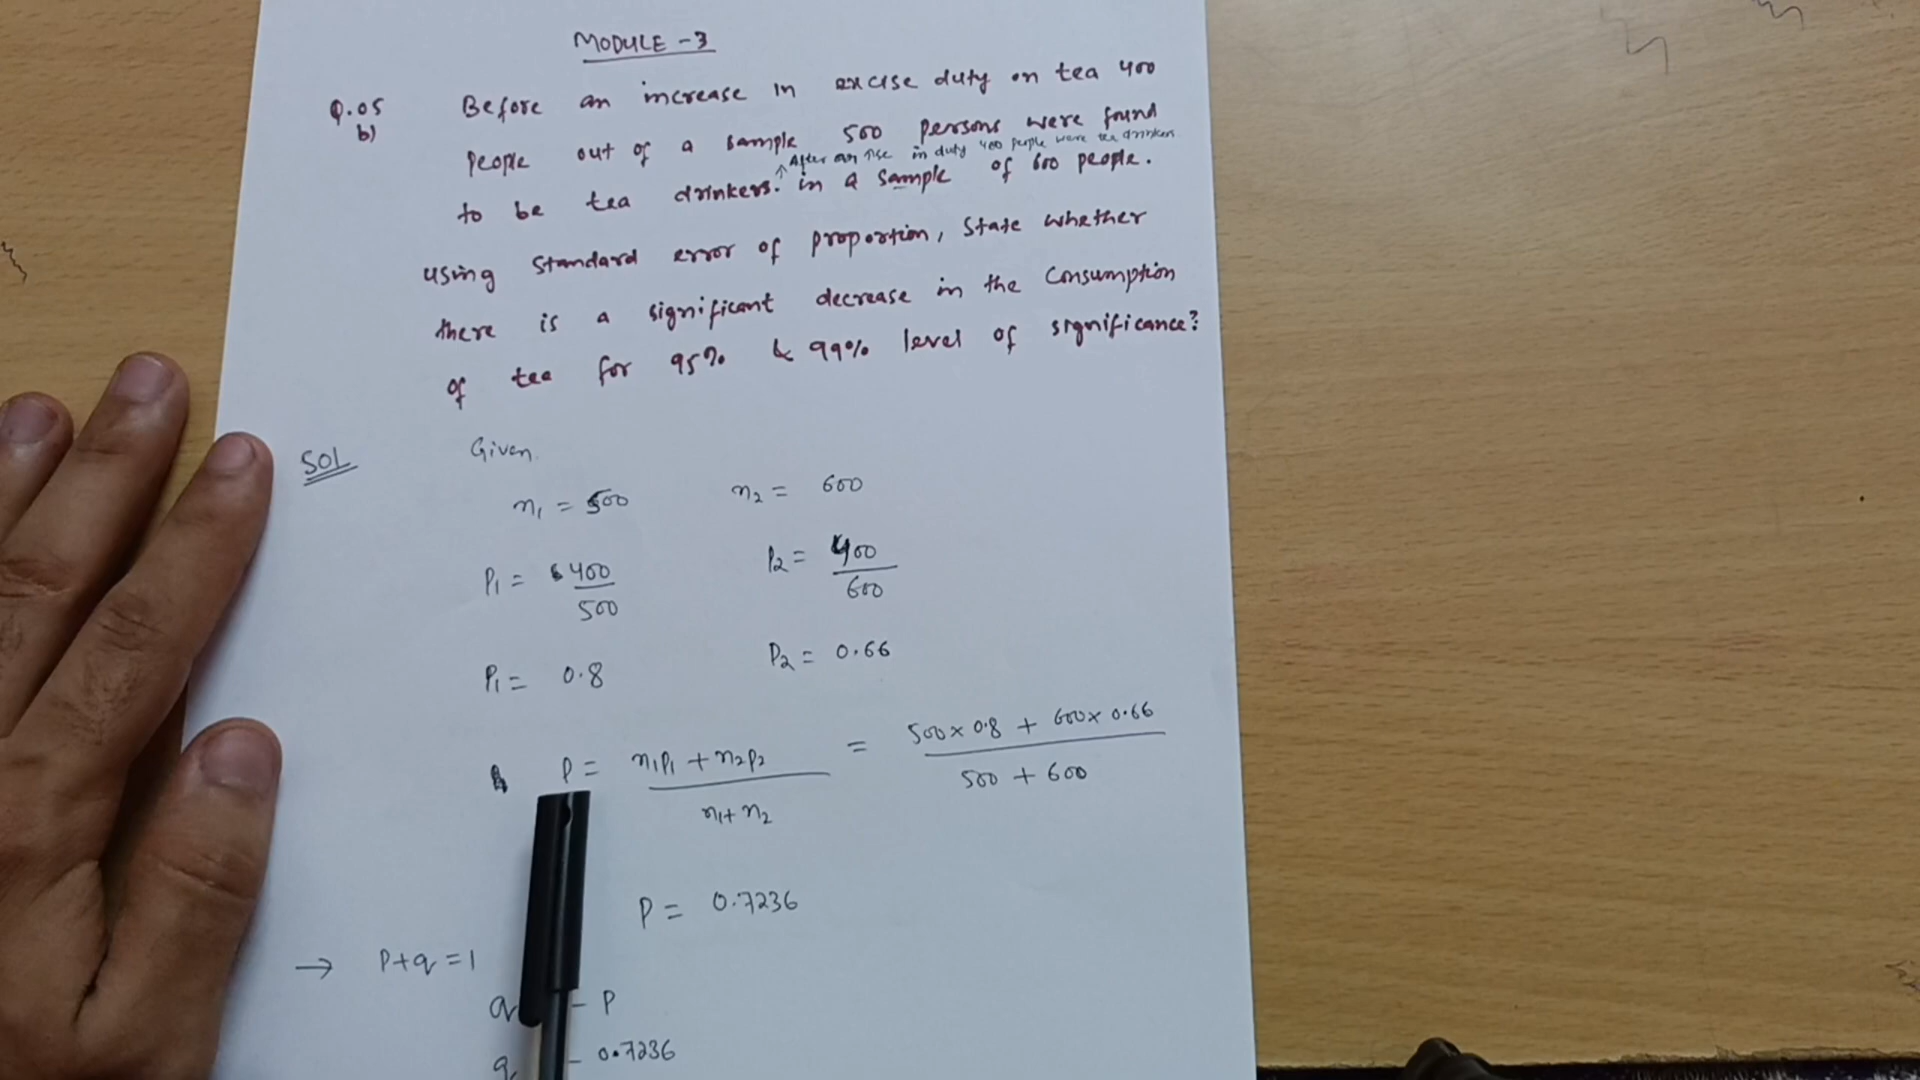 MODULE - 3
Q.05 Before an increase in excise duty on tea 400
b) People out of a sample 500 persons were found
↑ After an rise in duty 400 people were tea drinkers
to be tea drinkers. in a sample of 600 people.
using standard error of proportion, State whether
there is a significant decrease in the Consumption
of tea for 95% & 99% level of significance?
SOL Given
n₁ = 500 n₂ = 600
P₁ = 400/500 P₂ = 400/600
P₁ = 0.8 P₂ = 0.66
P = (n₁P₁ + n₂P₂)/(n₁+n₂) = (500×0.8 + 600×0.66)/(500 + 600)
P = 0.7236
→ P+q = 1
q - P
q - 0.7236